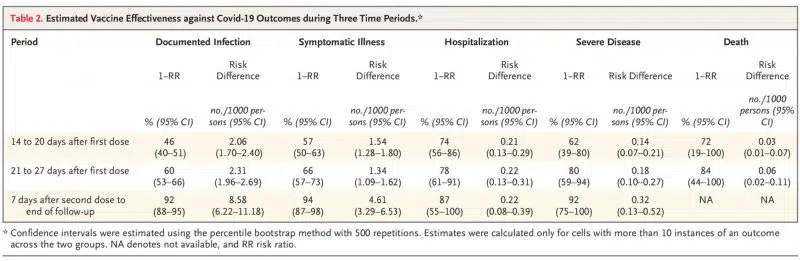 Table 2. Estimated Vaccine Effectiveness against Covid-19 Outcomes during Three Time Periods.*
Period Documented Infection Symptomatic Illness Hospitalization Severe Disease Death
1–RR Risk Difference 1–RR Risk Difference 1–RR Risk Difference 1–RR Risk Difference 1–RR Risk Difference
% (95% CI) no./1000 per-sons (95% CI) % (95% CI) no./1000 per-sons (95% CI) % (95% CI) no./1000 per-sons (95% CI) % (95% CI) no./1000 per-sons (95% CI) % (95% CI) no./1000 persons (95% CI)
14 to 20 days after first dose 46 2.06 57 1.54 74 0.21 62 0.14 72 0.03
(40–51) (1.70–2.40) (50–63) (1.28–1.80) (56–86) (0.13–0.29) (39–80) (0.07–0.21) (19–100) (0.01–0.07)
21 to 27 days after first dose 60 2.31 66 1.34 78 0.22 80 0.18 84 0.06
(53–66) (1.96–2.69) (57–73) (1.09–1.62) (61–91) (0.13–0.31) (59–94) (0.10–0.27) (44–100) (0.02–0.11)
7 days after second dose to 92 8.58 94 4.61 87 0.22 92 0.32 NA NA
end of follow-up (88–95) (6.22–11.18) (87–98) (3.29–6.53) (55–100) (0.08–0.39) (75–100) (0.13–0.52)
* Confidence intervals were estimated using the percentile bootstrap method with 500 repetitions. Estimates were calculated only for cells with more than 10 instances of an outcome
across the two groups. NA denotes not available, and RR risk ratio.